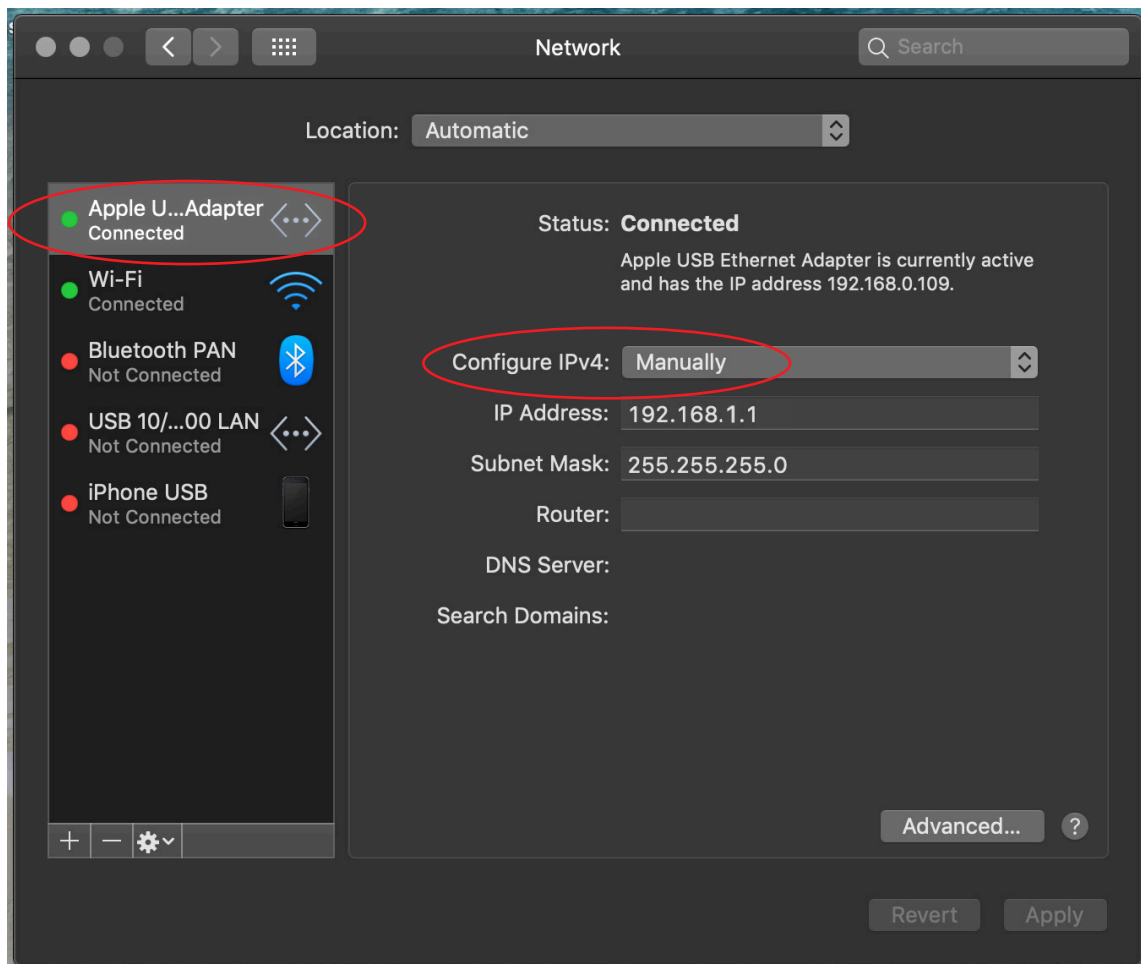 Network
Search
Location: Automatic
Apple U...Adapter
Connected
Wi-Fi
Connected
Bluetooth PAN
Not Connected
USB 10/...00 LAN
Not Connected
iPhone USB
Not Connected
Status: Connected
Apple USB Ethernet Adapter is currently active
and has the IP address 192.168.0.109.
Configure IPv4: Manually
IP Address: 192.168.1.1
Subnet Mask: 255.255.255.0
Router:
DNS Server:
Search Domains:
Advanced... ?
Revert Apply